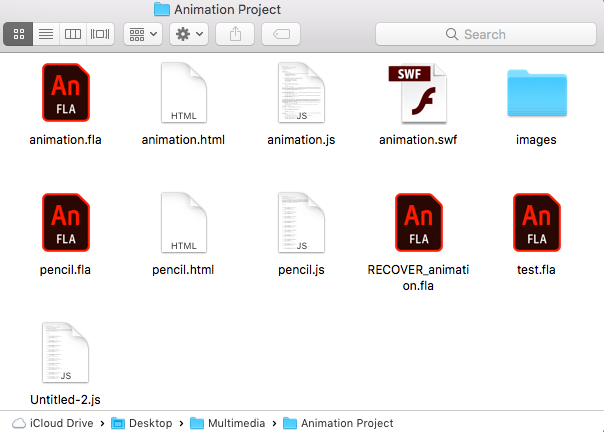 Animation Project
Search
An FLA
HTML
JS
SWF
animation.fla
animation.html
animation.js
animation.swf
images
An FLA
HTML
JS
An FLA
An FLA
pencil.fla
pencil.html
pencil.js
RECOVER_animati
on.fla
test.fla
JS
Untitled-2.js
iCloud Drive
Desktop
Multimedia
Animation Project